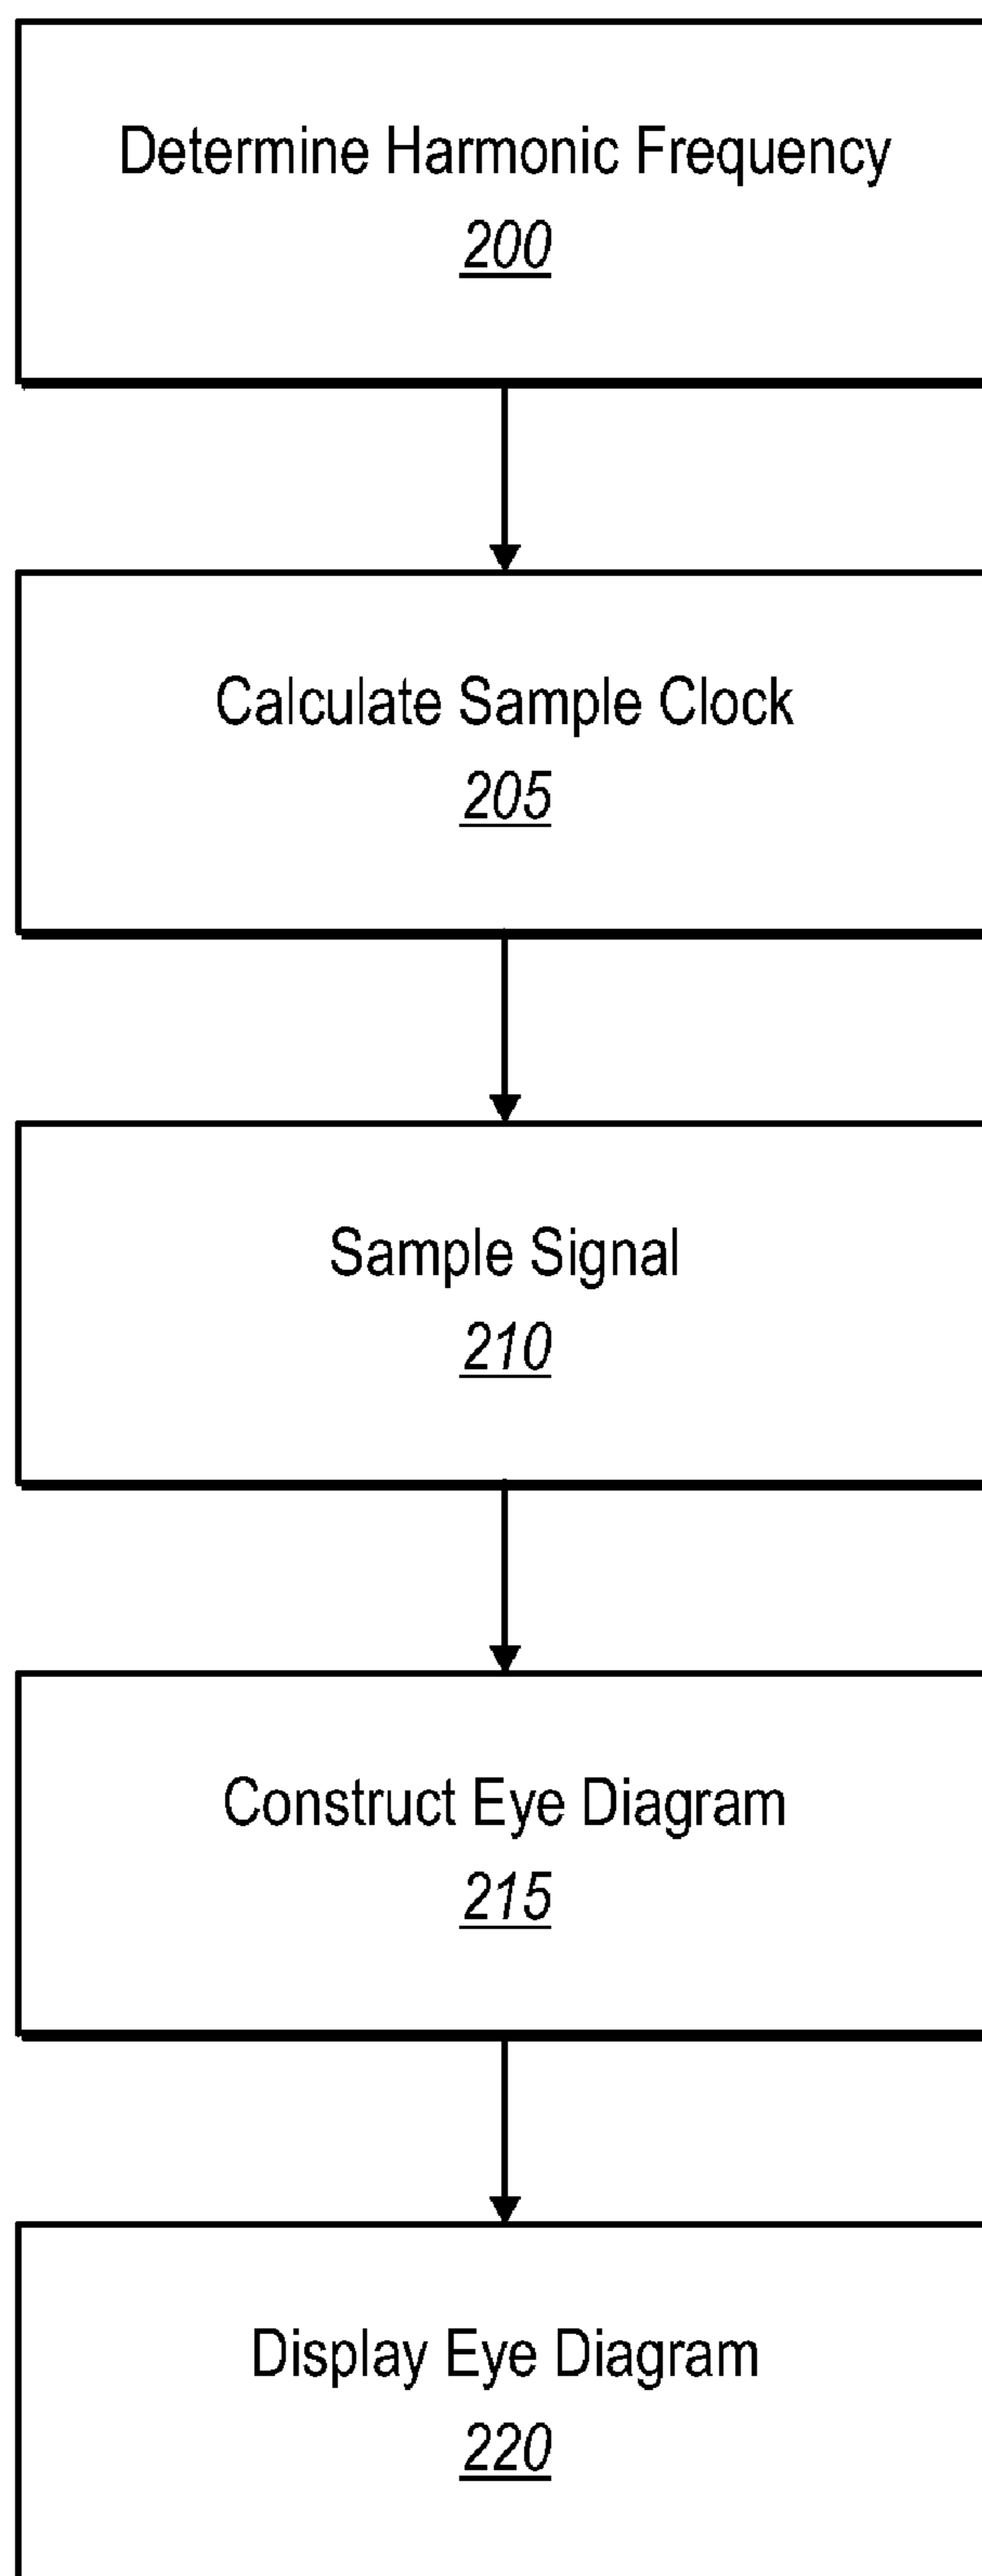 Determine Harmonic Frequency
200
Calculate Sample Clock
205
Sample Signal
210
Construct Eye Diagram
215
Display Eye Diagram
220